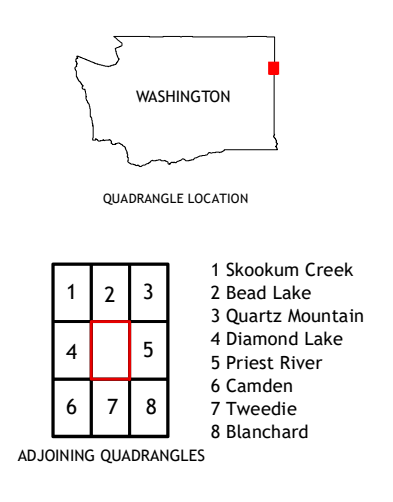 WASHINGTON
QUADRANGLE LOCATION
1 2 3
4 5
6 7 8
ADJOINING QUADRANGLES
1 Skookum Creek
2 Bead Lake
3 Quartz Mountain
4 Diamond Lake
5 Priest River
6 Camden
7 Tweedie
8 Blanchard